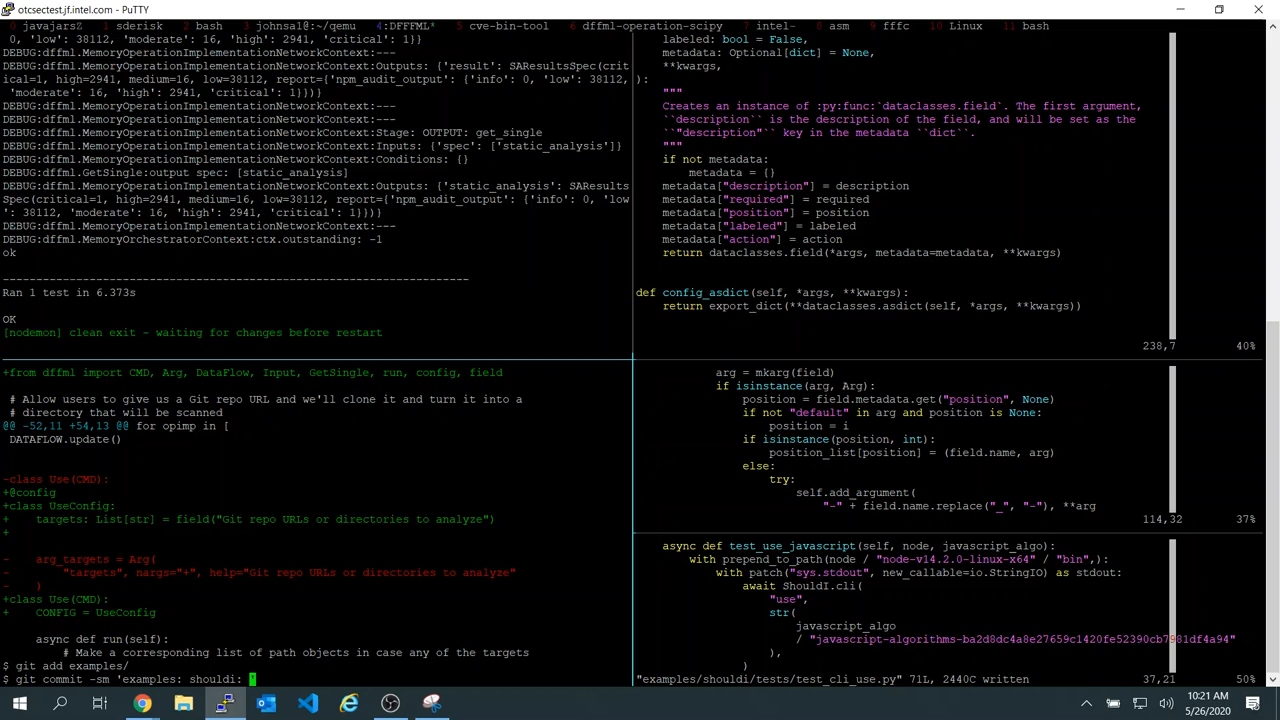 otcsectest.jf.intel.com - PuTTY
0 javajarsZ 1 sderisk 2 bash 3 johnsa1@:~/qemu 4:DFFFML* 5 cve-bin-tool 6 dffml-operation-scipy 7 intel- 8 asm 9 fffc 10 Linux 11 bash
0, 'low': 38112, 'moderate': 16, 'high': 2941, 'critical': 1}})
DEBUG:dffml.MemoryOperationImplementationNetworkContext:---
DEBUG:dffml.MemoryOperationImplementationNetworkContext:Outputs: {'result': SAResultsSpec(crit
ical=1, high=2941, medium=16, low=38112, report={'npm_audit_output': {'info': 0, 'low': 38112,
'moderate': 16, 'high': 2941, 'critical': 1}})}
DEBUG:dffml.MemoryOperationImplementationNetworkContext:---
DEBUG:dffml.MemoryOperationImplementationNetworkContext:---
DEBUG:dffml.MemoryOperationImplementationNetworkContext:Stage: OUTPUT: get_single
DEBUG:dffml.MemoryOperationImplementationNetworkContext:Inputs: {'spec': ['static_analysis']}
DEBUG:dffml.MemoryOperationImplementationNetworkContext:Conditions: {}
DEBUG:dffml.GetSingle:output spec: [static_analysis]
DEBUG:dffml.MemoryOperationImplementationNetworkContext:Outputs: {'static_analysis': SAResults
Spec(critical=1, high=2941, medium=16, low=38112, report={'npm_audit_output': {'info': 0, 'low
': 38112, 'moderate': 16, 'high': 2941, 'critical': 1}})}
DEBUG:dffml.MemoryOperationImplementationNetworkContext:---
DEBUG:dffml.MemoryOrchestratorContext:ctx.outstanding: -1
ok
----------------------------------------------------------------------
Ran 1 test in 6.373s
OK
[nodemon] clean exit - waiting for changes before restart
labeled: bool = False,
metadata: Optional[dict] = None,
**kwargs,
):
"""
Creates an instance of :py:func:`dataclasses.field`. The first argument,
``description`` is the description of the field, and will be set as the
``"description"`` key in the metadata ``dict``.
"""
if not metadata:
metadata = {}
metadata["description"] = description
metadata["required"] = required
metadata["position"] = position
metadata["labeled"] = labeled
metadata["action"] = action
return dataclasses.field(*args, metadata=metadata, **kwargs)
def config_asdict(self, *args, **kwargs):
return export_dict(**dataclasses.asdict(self, *args, **kwargs))
238,7 40%
+from dffml import CMD, Arg, DataFlow, Input, GetSingle, run, config, field
# Allow users to give us a Git repo URL and we'll clone it and turn it into a
# directory that will be scanned
@@ -52,11 +54,13 @@ for opimp in [
DATAFLOW.update()
-class Use(CMD):
+@config
+class UseConfig:
+ targets: List[str] = field("Git repo URLs or directories to analyze")
+
- arg_targets = Arg(
- "targets", nargs="+", help="Git repo URLs or directories to analyze"
- )
+class Use(CMD):
+ CONFIG = UseConfig
async def run(self):
# Make a corresponding list of path objects in case any of the targets
$ git add examples/
$ git commit -sm 'examples: shouldi: '
arg = mkarg(field)
if isinstance(arg, Arg):
position = field.metadata.get("position", None)
if not "default" in arg and position is None:
position = i
if isinstance(position, int):
position_list[position] = (field.name, arg)
else:
try:
self.add_argument(
"-" + field.name.replace("_", "-"), **arg
114,32 37%
async def test_use_javascript(self, node, javascript_algo):
with prepend_to_path(node / "node-v14.2.0-linux-x64" / "bin",):
with patch("sys.stdout", new_callable=io.StringIO) as stdout:
await ShouldI.cli(
"use",
str(
javascript_algo
/ "javascript-algorithms-ba2d8dc4a8e27659c1420fe52390cb7981df4a94"
),
)
"examples/shouldi/tests/test_cli_use.py" 71L, 2440C written 37,21 50%
10:21 AM
5/26/2020